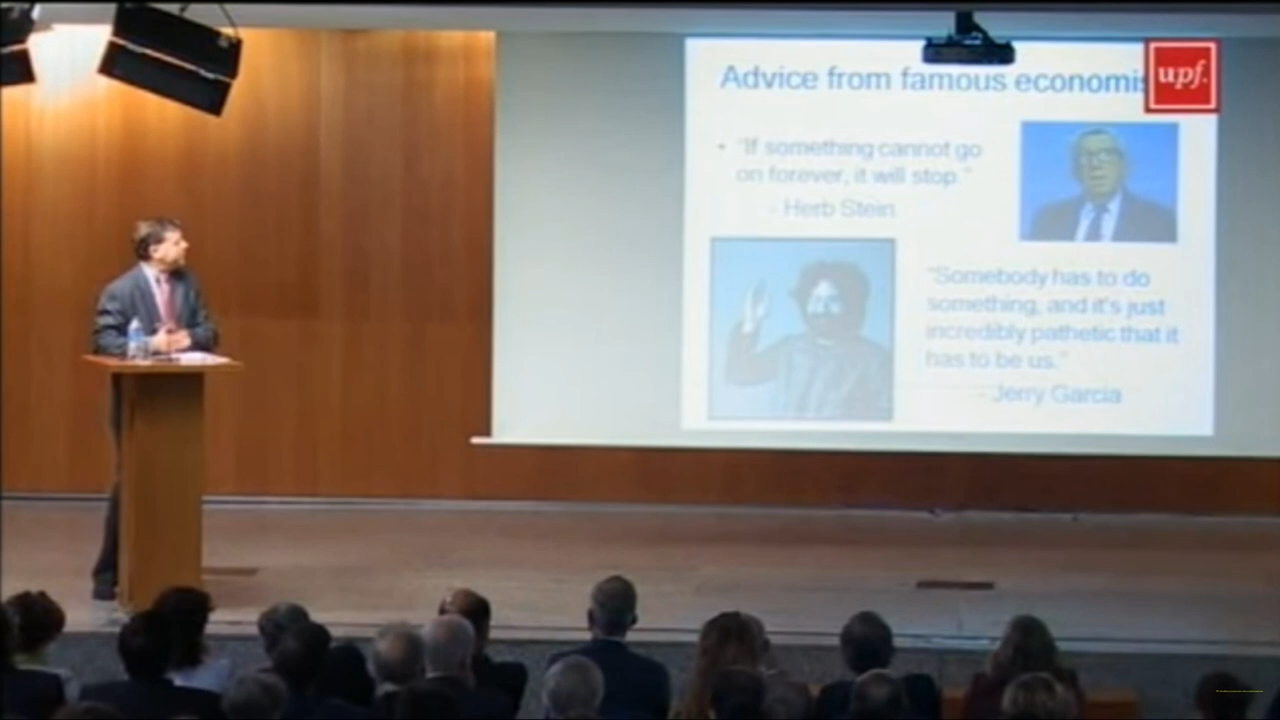 Advice from famous economis
upf.
• "If something cannot go
on forever, it will stop."
- Herb Stein
"Somebody has to do
something, and it's just
incredibly pathetic that it
has to be us."
- Jerry Garcia